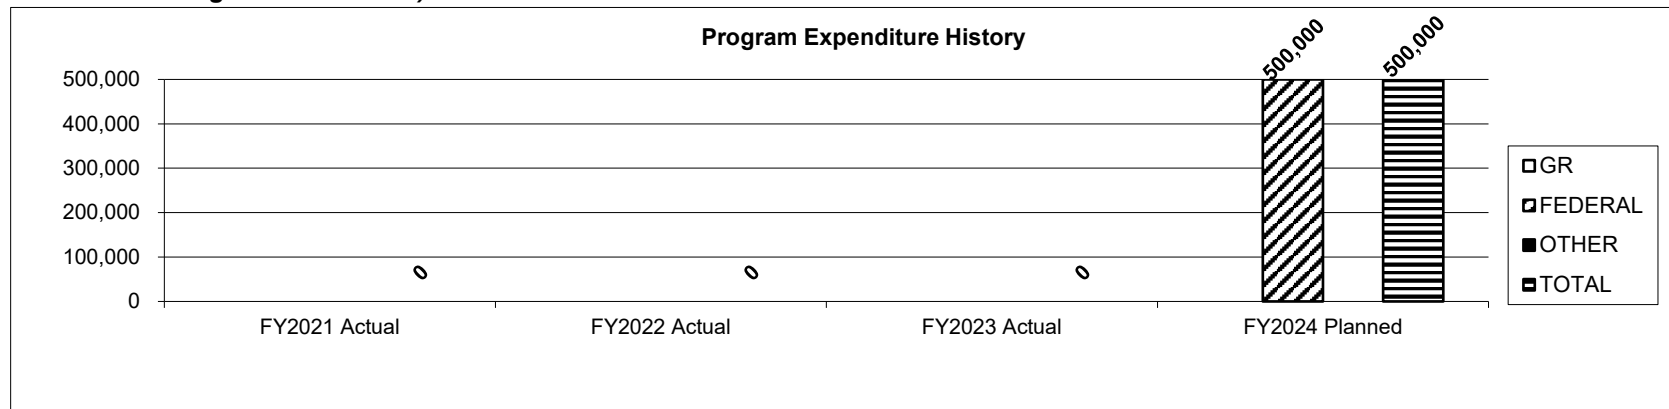 Program Expenditure History
500,000
500,000
500,000
400,000
300,000
200,000
100,000
0
0
0
0
FY2021 Actual
FY2022 Actual
FY2023 Actual
FY2024 Planned
GR
FEDERAL
OTHER
TOTAL